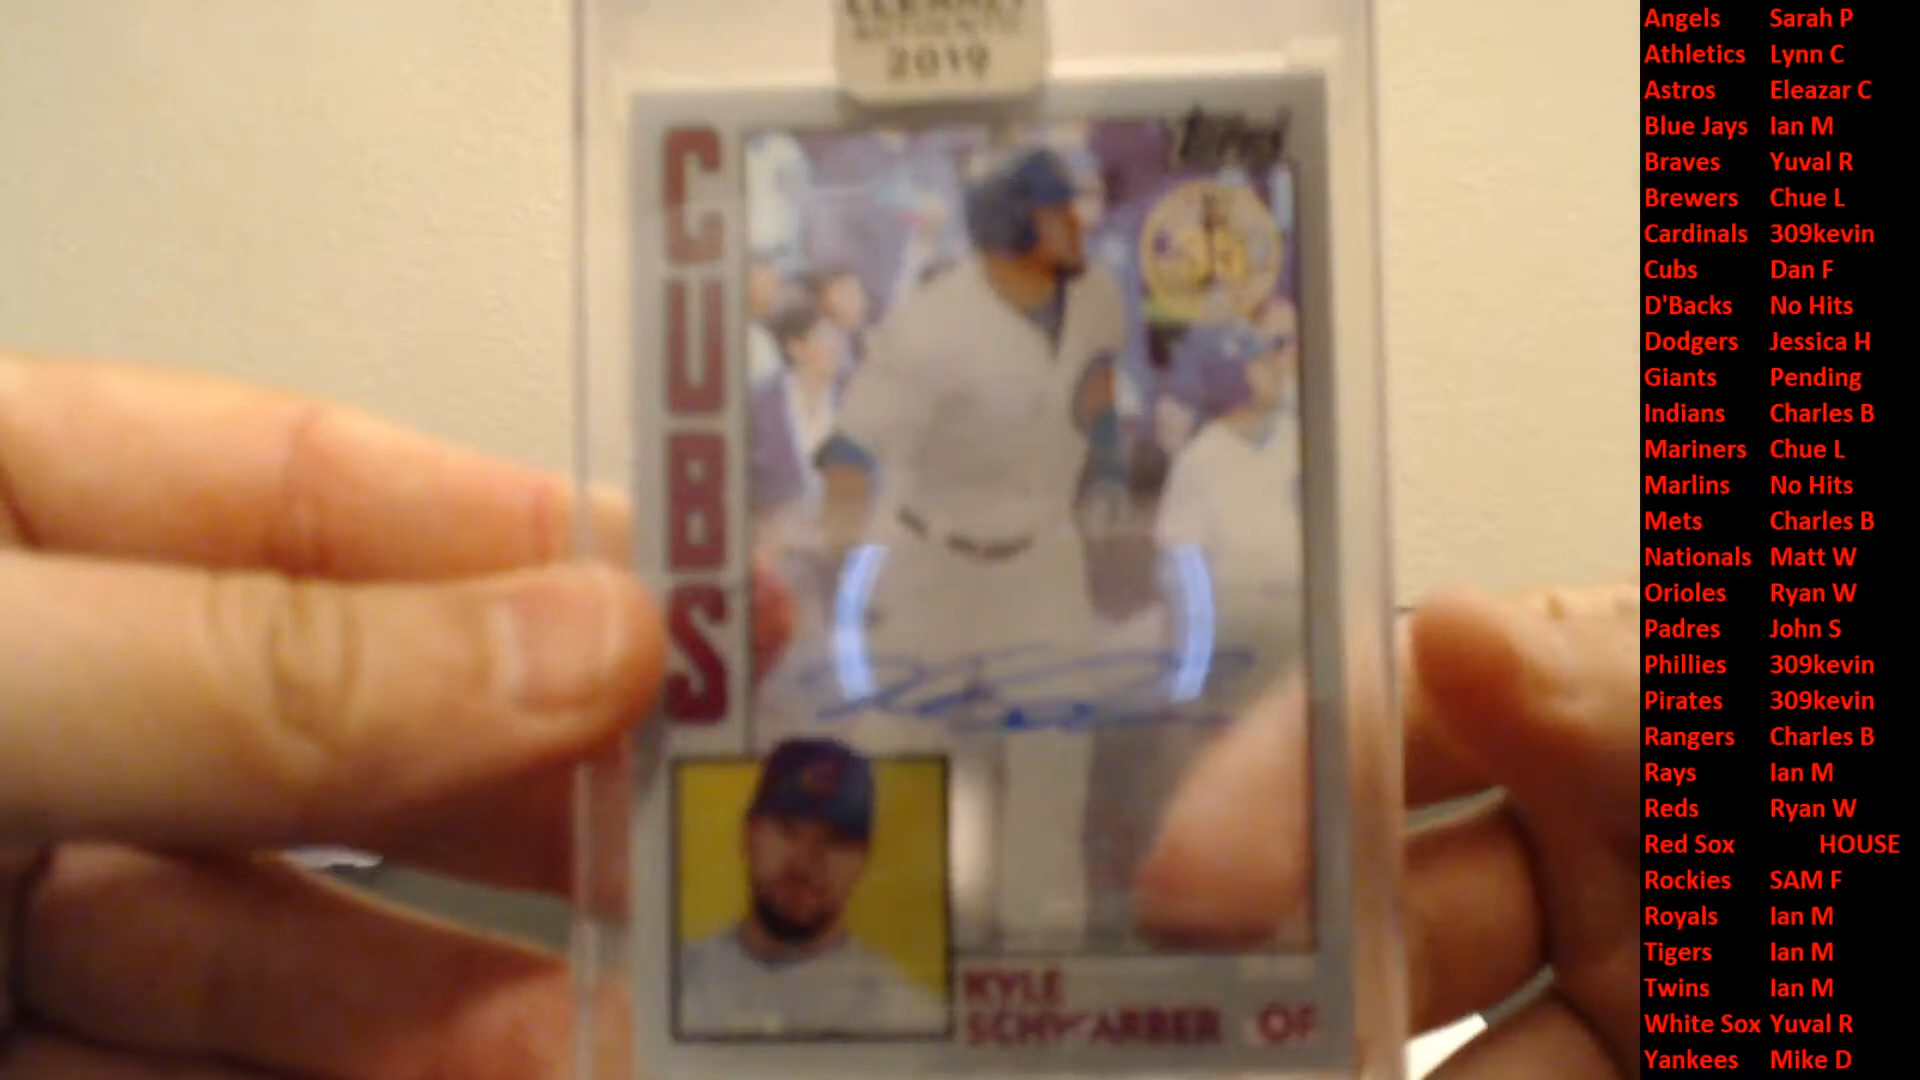 AUTHENTIC
2019
Topps
35
CUBS
KYLE
SCHWARBER OF
Angels Sarah P
Athletics Lynn C
Astros Eleazar C
Blue Jays Ian M
Braves Yuval R
Brewers Chue L
Cardinals 309kevin
Cubs Dan F
D'Backs No Hits
Dodgers Jessica H
Giants Pending
Indians Charles B
Mariners Chue L
Marlins No Hits
Mets Charles B
Nationals Matt W
Orioles Ryan W
Padres John S
Phillies 309kevin
Pirates 309kevin
Rangers Charles B
Rays Ian M
Reds Ryan W
Red Sox HOUSE
Rockies SAM F
Royals Ian M
Tigers Ian M
Twins Ian M
White Sox Yuval R
Yankees Mike D